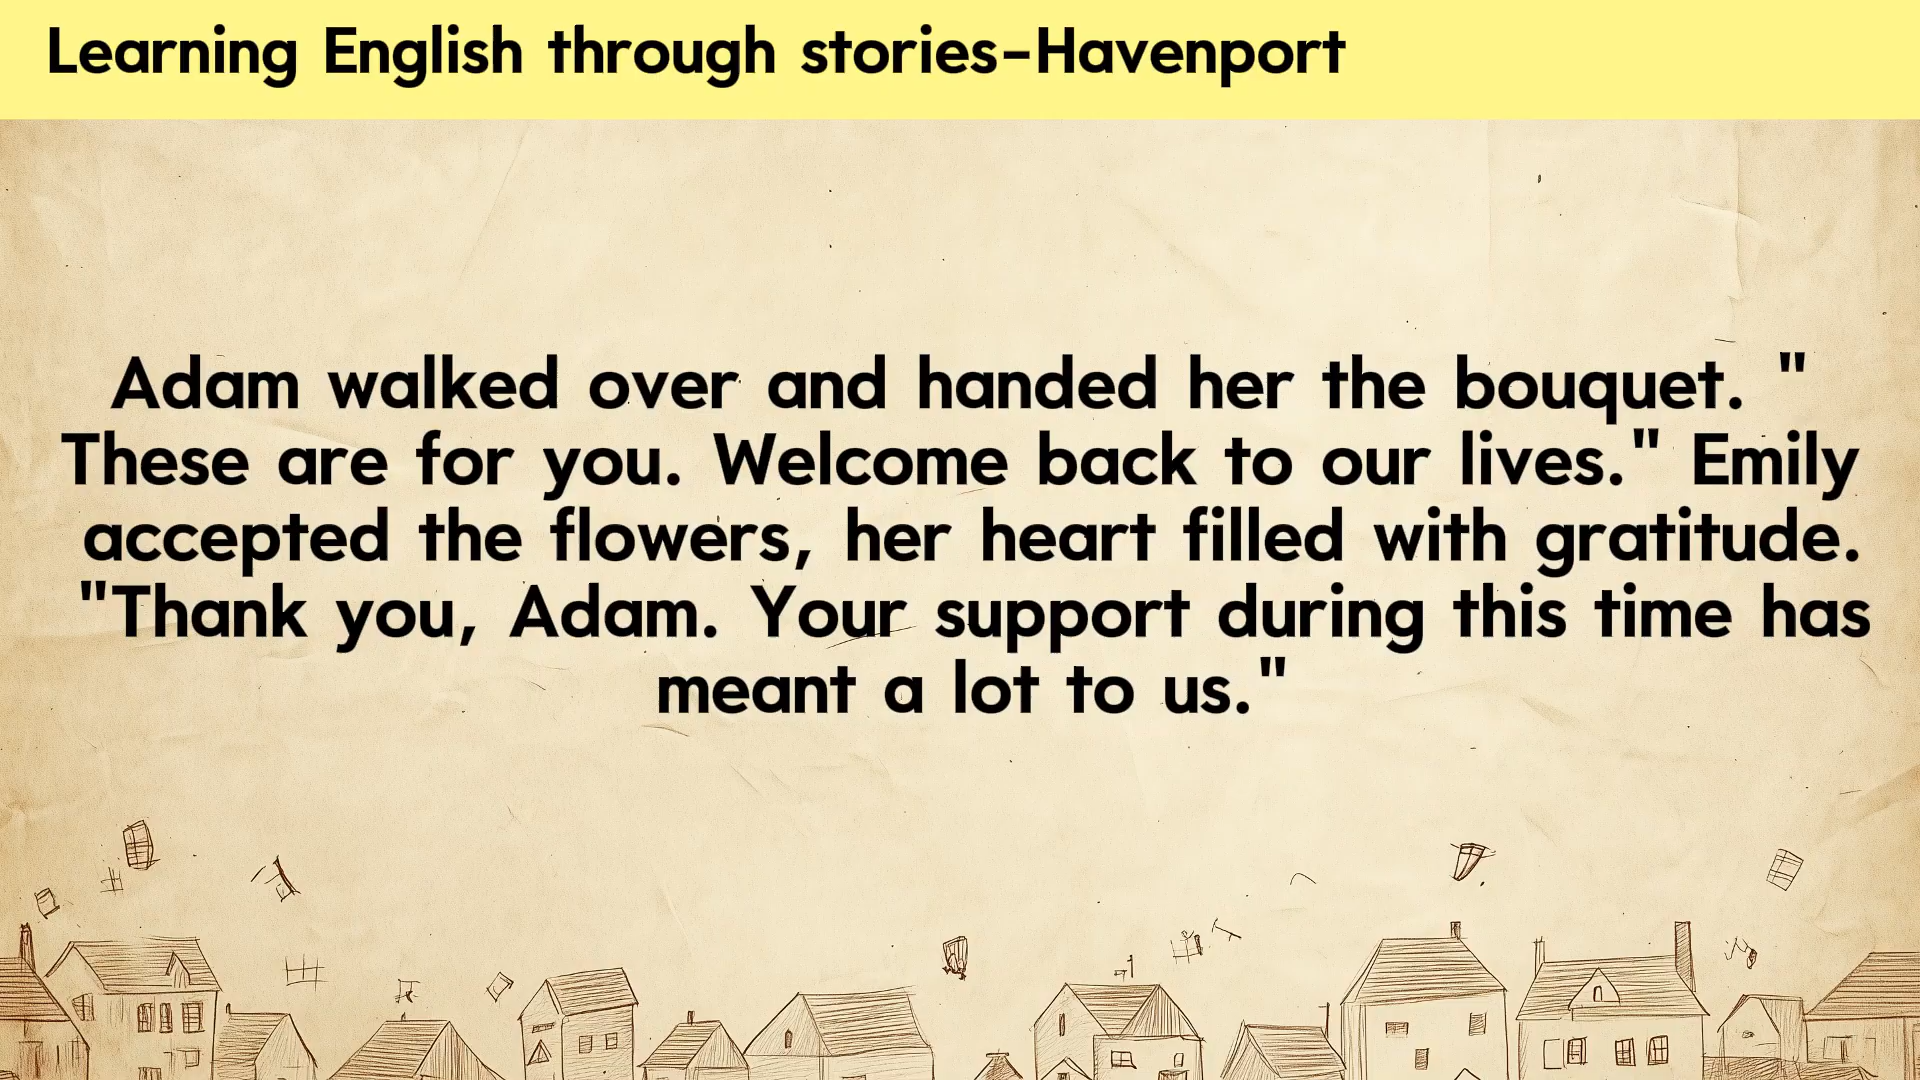 Learning English through stories-Havenport
Adam walked over and handed her the bouquet. "
These are for you. Welcome back to our lives." Emily
accepted the flowers, her heart filled with gratitude.
"Thank you, Adam. Your support during this time has
meant a lot to us."